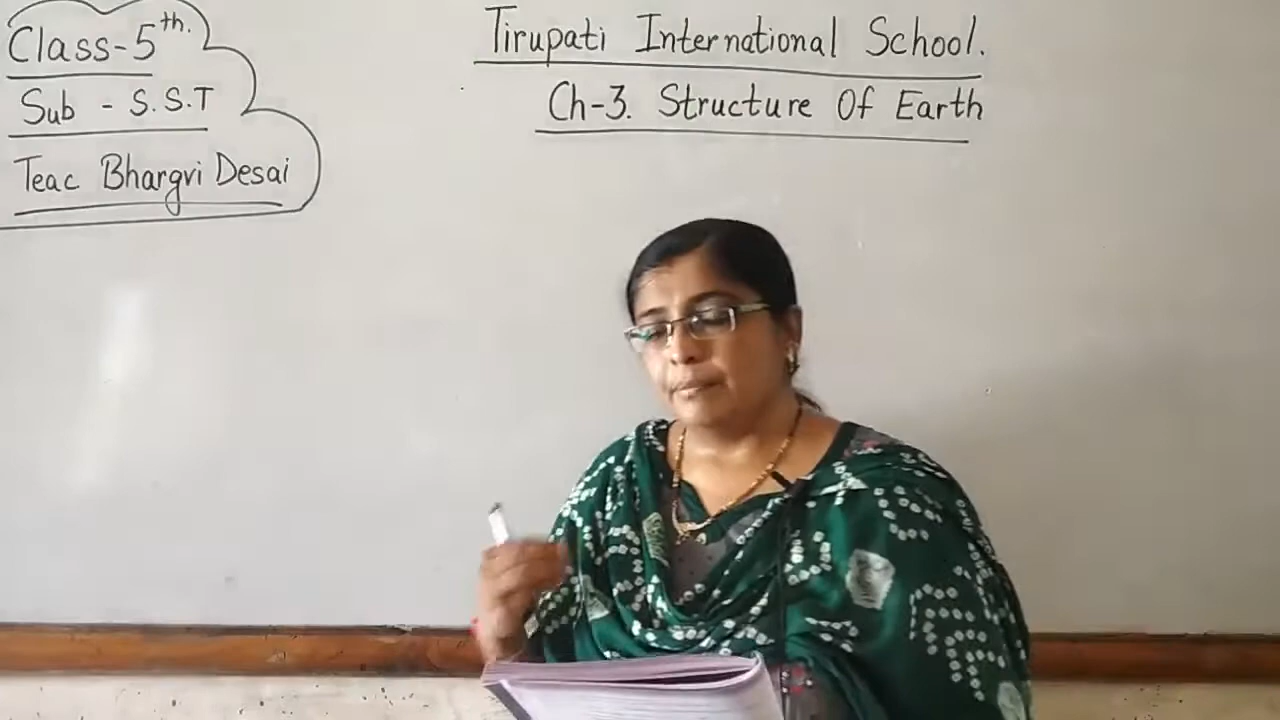 Class-5th.
Sub - S.S.T
Teac Bhargvi Desai
Tirupati International School.
Ch-3. Structure Of Earth